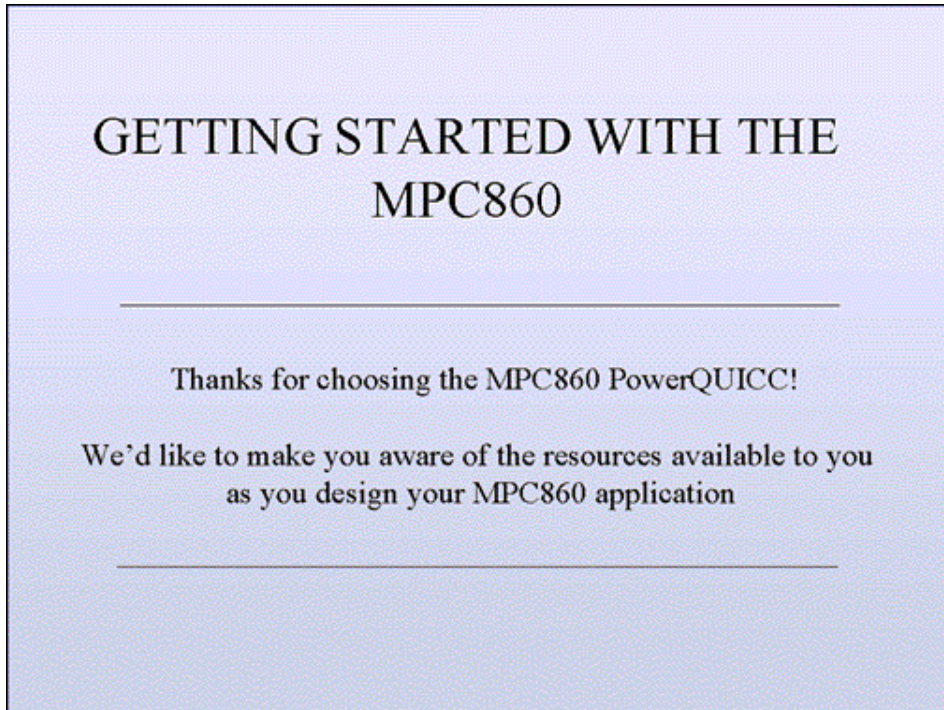 GETTING STARTED WITH THE
MPC860
Thanks for choosing the MPC860 PowerQUICC!
We’d like to make you aware of the resources available to you
as you design your MPC860 application